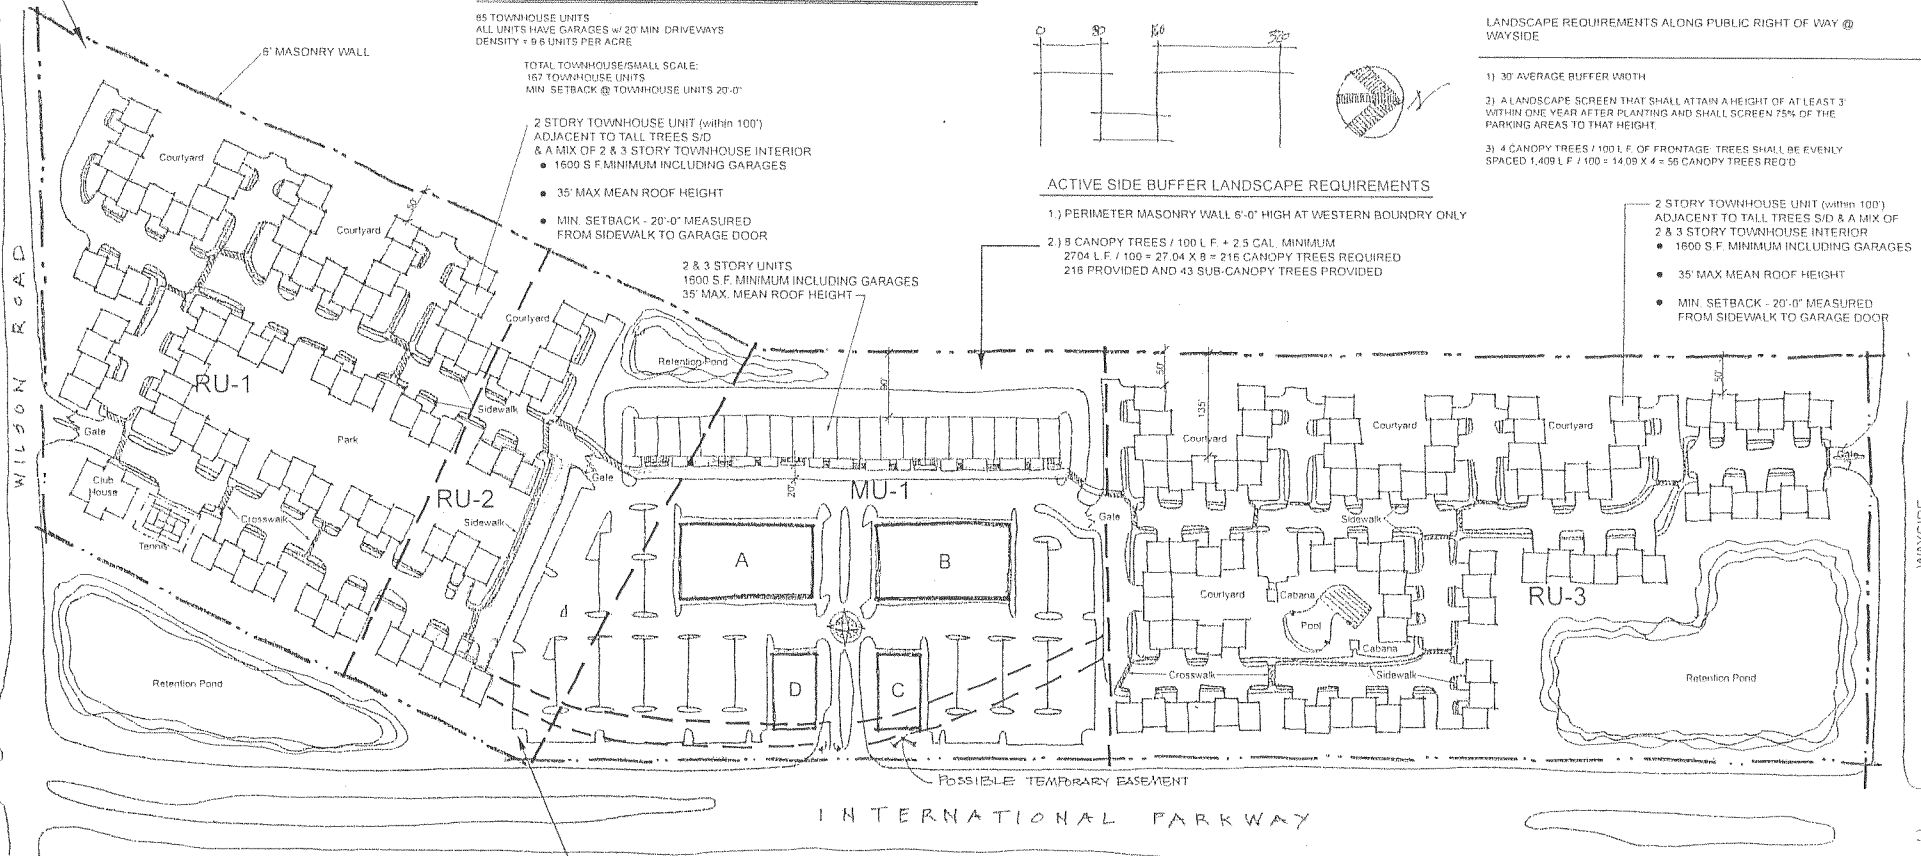 85 TOWNHOUSE UNITS
ALL UNITS HAVE GARAGES w/ 20' MIN DRIVEWAYS
DENSITY = 9.6 UNITS PER ACRE
TOTAL TOWNHOUSE/SMALL SCALE:
167 TOWNHOUSE UNITS
MIN SETBACK @ TOWNHOUSE UNITS 20'-0"
6' MASONRY WALL
2 STORY TOWNHOUSE UNIT (within 100')
ADJACENT TO TALL TREES S/D
& A MIX OF 2 & 3 STORY TOWNHOUSE INTERIOR
• 1600 S F.MINIMUM INCLUDING GARAGES
• 35' MAX MEAN ROOF HEIGHT
• MIN. SETBACK - 20'-0" MEASURED
FROM SIDEWALK TO GARAGE DOOR
2 & 3 STORY UNITS
1600 S.F. MINIMUM INCLUDING GARAGES
35' MAX. MEAN ROOF HEIGHT
0 80 160 320
N
LANDSCAPE REQUIREMENTS ALONG PUBLIC RIGHT OF WAY @
WAYSIDE
1) 30' AVERAGE BUFFER WIDTH
2) A LANDSCAPE SCREEN THAT SHALL ATTAIN A HEIGHT OF AT LEAST 3'
WITHIN ONE YEAR AFTER PLANTING AND SHALL SCREEN 75% OF THE
PARKING AREAS TO THAT HEIGHT.
3) 4 CANOPY TREES / 100 L.F. OF FRONTAGE: TREES SHALL BE EVENLY
SPACED 1,409 L.F / 100 = 14.09 X 4 = 56 CANOPY TREES REQ'D
ACTIVE SIDE BUFFER LANDSCAPE REQUIREMENTS
1.) PERIMETER MASONRY WALL 6'-0" HIGH AT WESTERN BOUNDRY ONLY
2.) 8 CANOPY TREES / 100 L.F. + 2.5 CAL. MINIMUM
2704 L.F. / 100 = 27.04 X 8 = 216 CANOPY TREES REQUIRED
216 PROVIDED AND 43 SUB-CANOPY TREES PROVIDED
2 STORY TOWNHOUSE UNIT (within 100')
ADJACENT TO TALL TREES S/D & A MIX OF
2 & 3 STORY TOWNHOUSE INTERIOR
• 1600 S.F. MINIMUM INCLUDING GARAGES
• 35' MAX MEAN ROOF HEIGHT
• MIN. SETBACK - 20'-0" MEASURED
FROM SIDEWALK TO GARAGE DOOR
WILSON ROAD
Courtyard
Courtyard
50'
Courtyard
Retention Pond
RU-1
Sidewalk
Gate
Park
Club
House
Tennis
Crosswalk
RU-2
Sidewalk
Gate
Retention Pond
20'
MU-1
A
B
D
C
50'
135'
50'
Courtyard
Courtyard
Courtyard
Gate
Gate
Sidewalk
Courtyard
Cabana
Pool
Cabana
Crosswalk
Sidewalk
RU-3
Retention Pond
WAYSIDE
POSSIBLE TEMPORARY EASEMENT
INTERNATIONAL PARKWAY